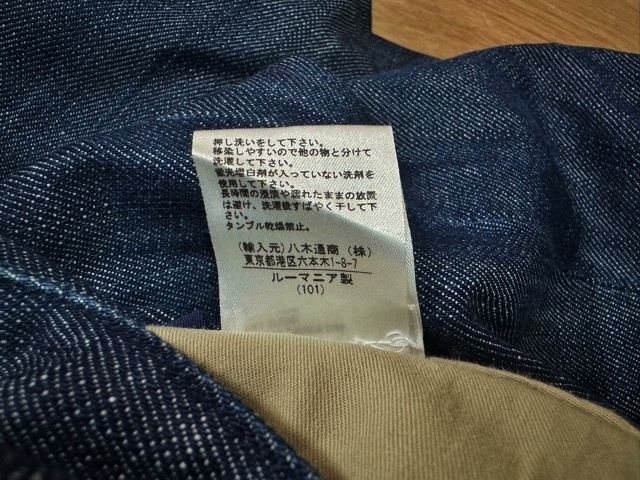 押し洗いをして下さい。
移染しやすいので他の物と分けて
洗濯して下さい。
蛍光増白剤が入っていない洗剤を
使用して下さい。
長時間の浸漬や濡れたままの放置
は避け、洗濯後すばやく干して下
さい。
タンブル乾燥禁止。
(輸入元)八木通商(株)
東京都港区六本木1-8-7
ルーマニア製
(101)